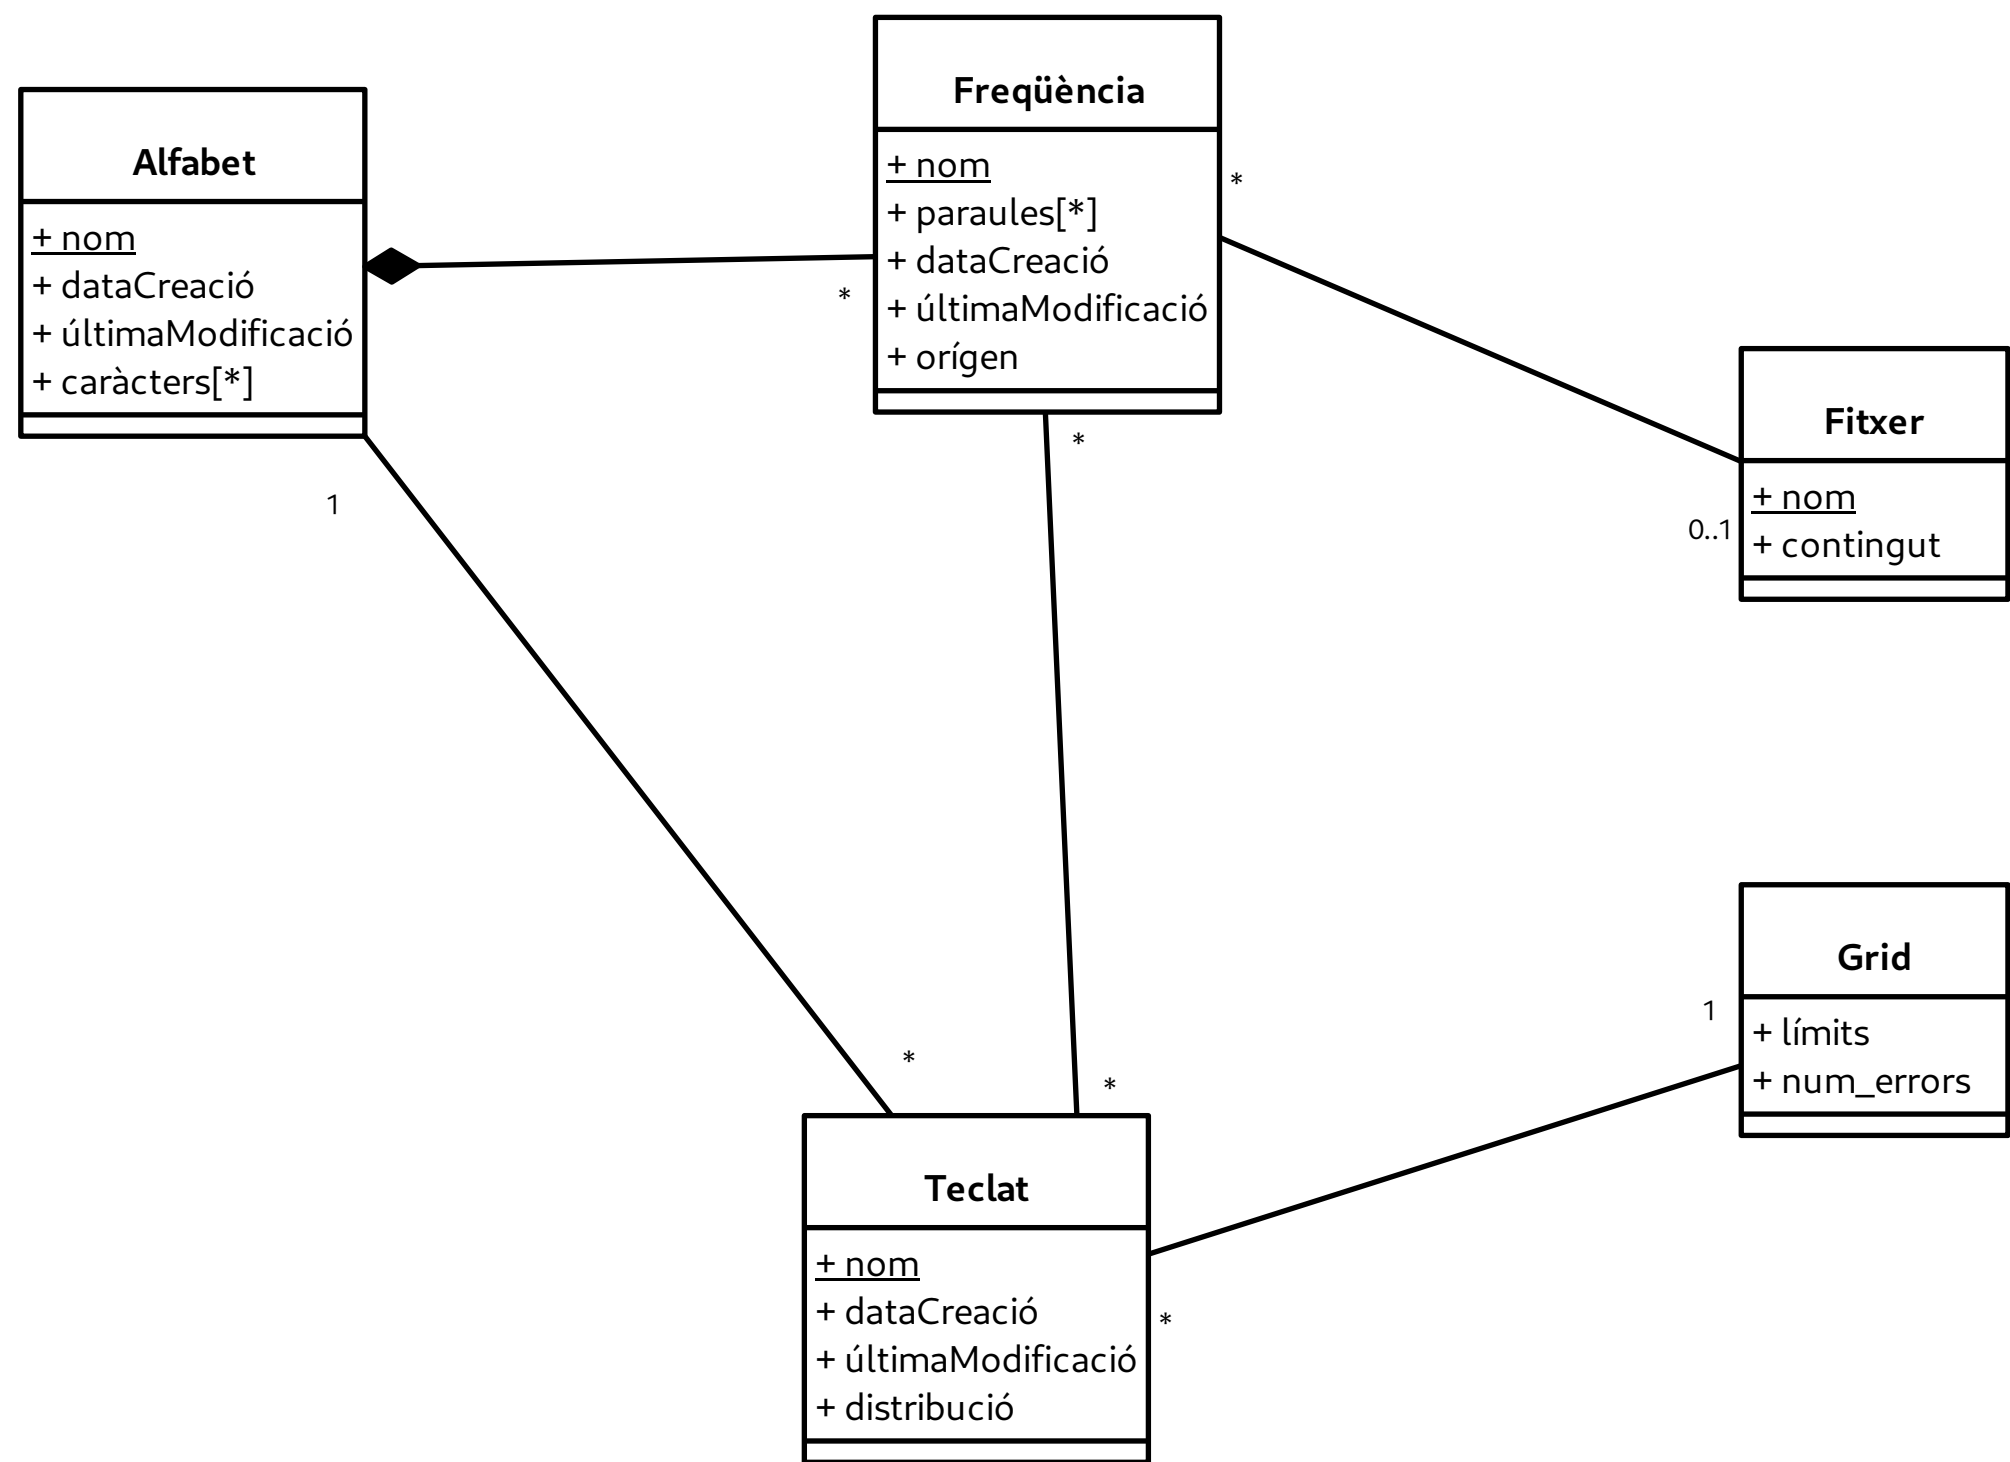 Freqüència
+ nom
+ paraules[*]
+ dataCreació
+ últimaModificació
+ orígen
Alfabet
+ nom
+ dataCreació
+ últimaModificació
+ caràcters[*]
*
*
*
1
Fitxer
+ nom
+ contingut
0..1
Grid
+ límits
+ num_errors
1
*
*
Teclat
+ nom
+ dataCreació
+ últimaModificació
+ distribució
*